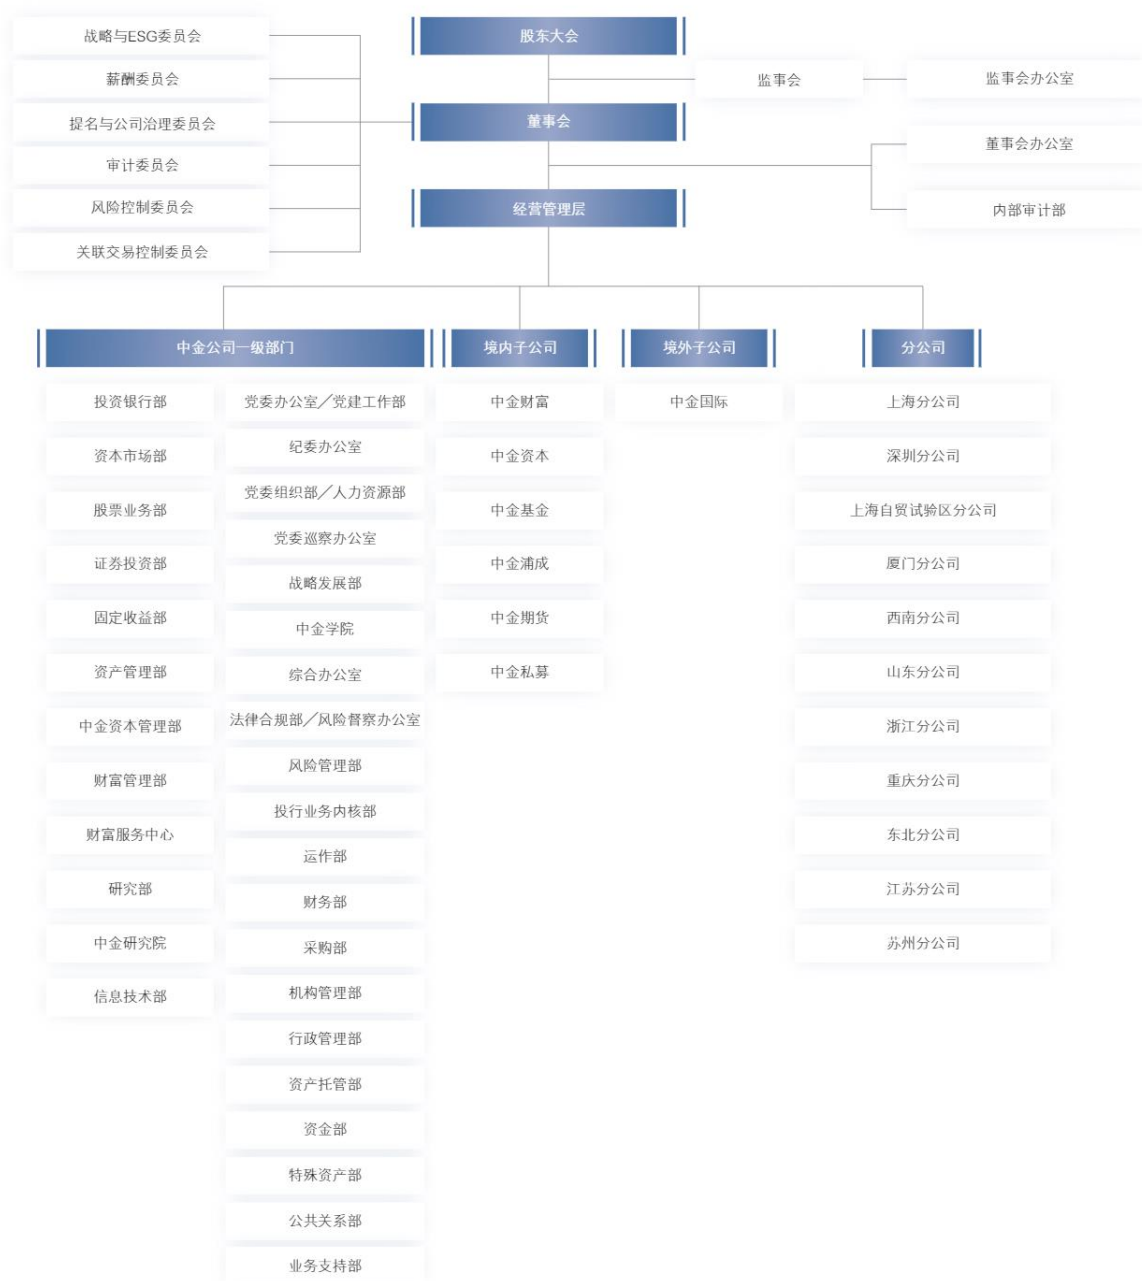 战略与ESG委员会
薪酬委员会
提名与公司治理委员会
审计委员会
风险控制委员会
关联交易控制委员会
股东大会
董事会
经营管理层
监事会
监事会办公室
董事会办公室
内部审计部
中金公司一级部门
投资银行部
资本市场部
股票业务部
证券投资部
固定收益部
资产管理部
中金资本管理部
财富管理部
财富服务中心
研究部
中金研究院
信息技术部
党委办公室／党建工作部
纪委办公室
党委组织部／人力资源部
党委巡察办公室
战略发展部
中金学院
综合办公室
法律合规部／风险督察办公室
风险管理部
投行业务内核部
运作部
财务部
采购部
机构管理部
行政管理部
资产托管部
资金部
特殊资产部
公共关系部
业务支持部
境内子公司
中金财富
中金资本
中金基金
中金浦成
中金期货
中金私募
境外子公司
中金国际
分公司
上海分公司
深圳分公司
上海自贸试验区分公司
厦门分公司
西南分公司
山东分公司
浙江分公司
重庆分公司
东北分公司
江苏分公司
苏州分公司